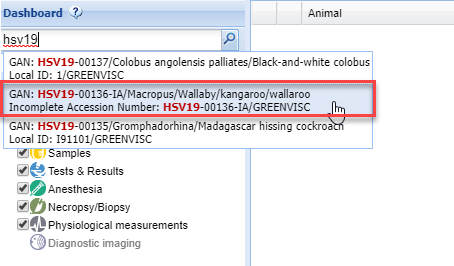 Dashboard
Animal
hsv19
GAN: HSV19-00137/Colobus angolensis palliates/Black-and-white colobus
Local ID: 1/GREENVISC
GAN: HSV19-00136-IA/Macropus/Wallaby/kangaroo/wallaroo
Incomplete Accession Number: HSV19-00136-IA/GREENVISC
GAN: HSV19-00135/Gromphadorhina/Madagascar hissing cockroach
Local ID: I91101/GREENVISC
Samples
Tests & Results
Anesthesia
Necropsy/Biopsy
Physiological measurements
Diagnostic imaging